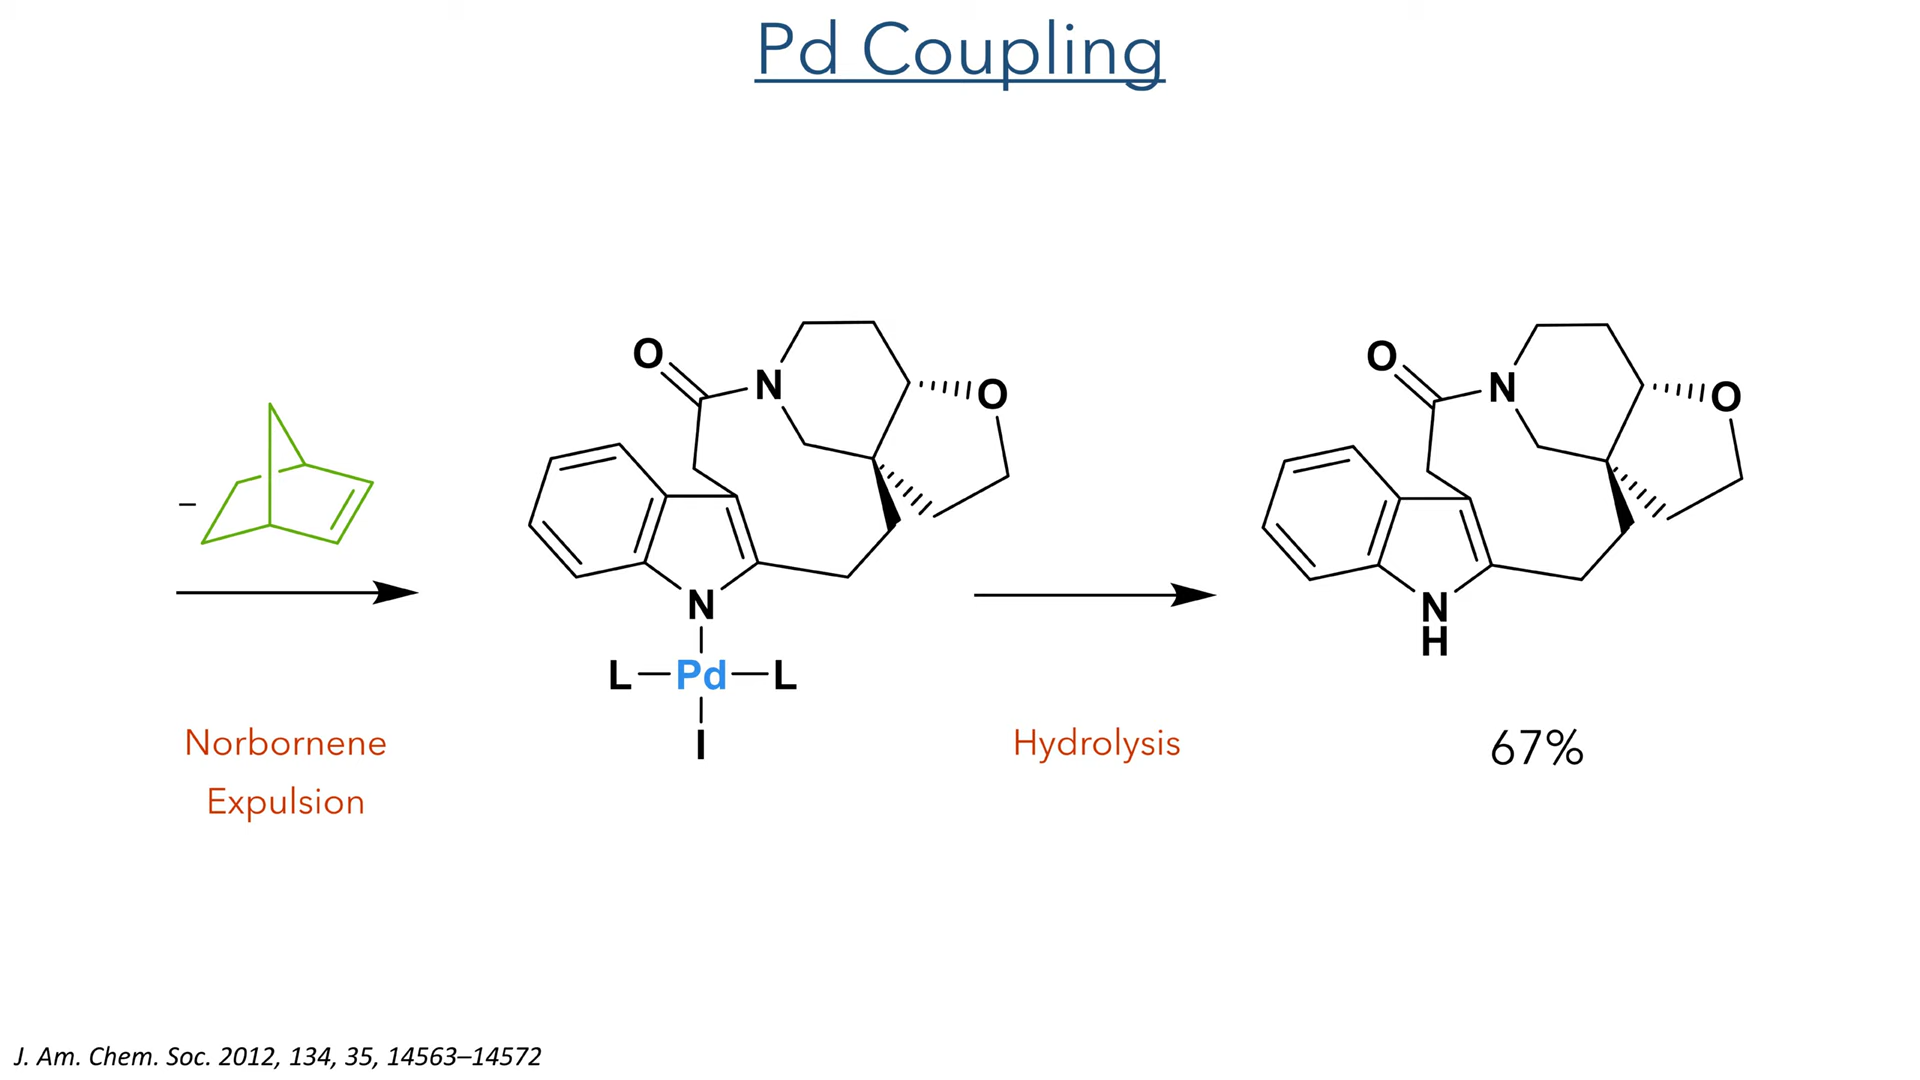 Pd Coupling
O
N
O
N
L
Pd
L
I
O
N
O
N
H
–
Norbornene
Expulsion
Hydrolysis
67%
J. Am. Chem. Soc. 2012, 134, 35, 14563–14572